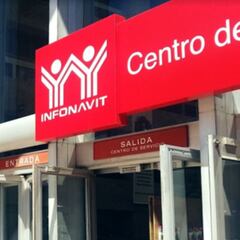 INFONAVIT
Centro de
SALIDA
CENTRO DE SERVICIO
ENTRADA